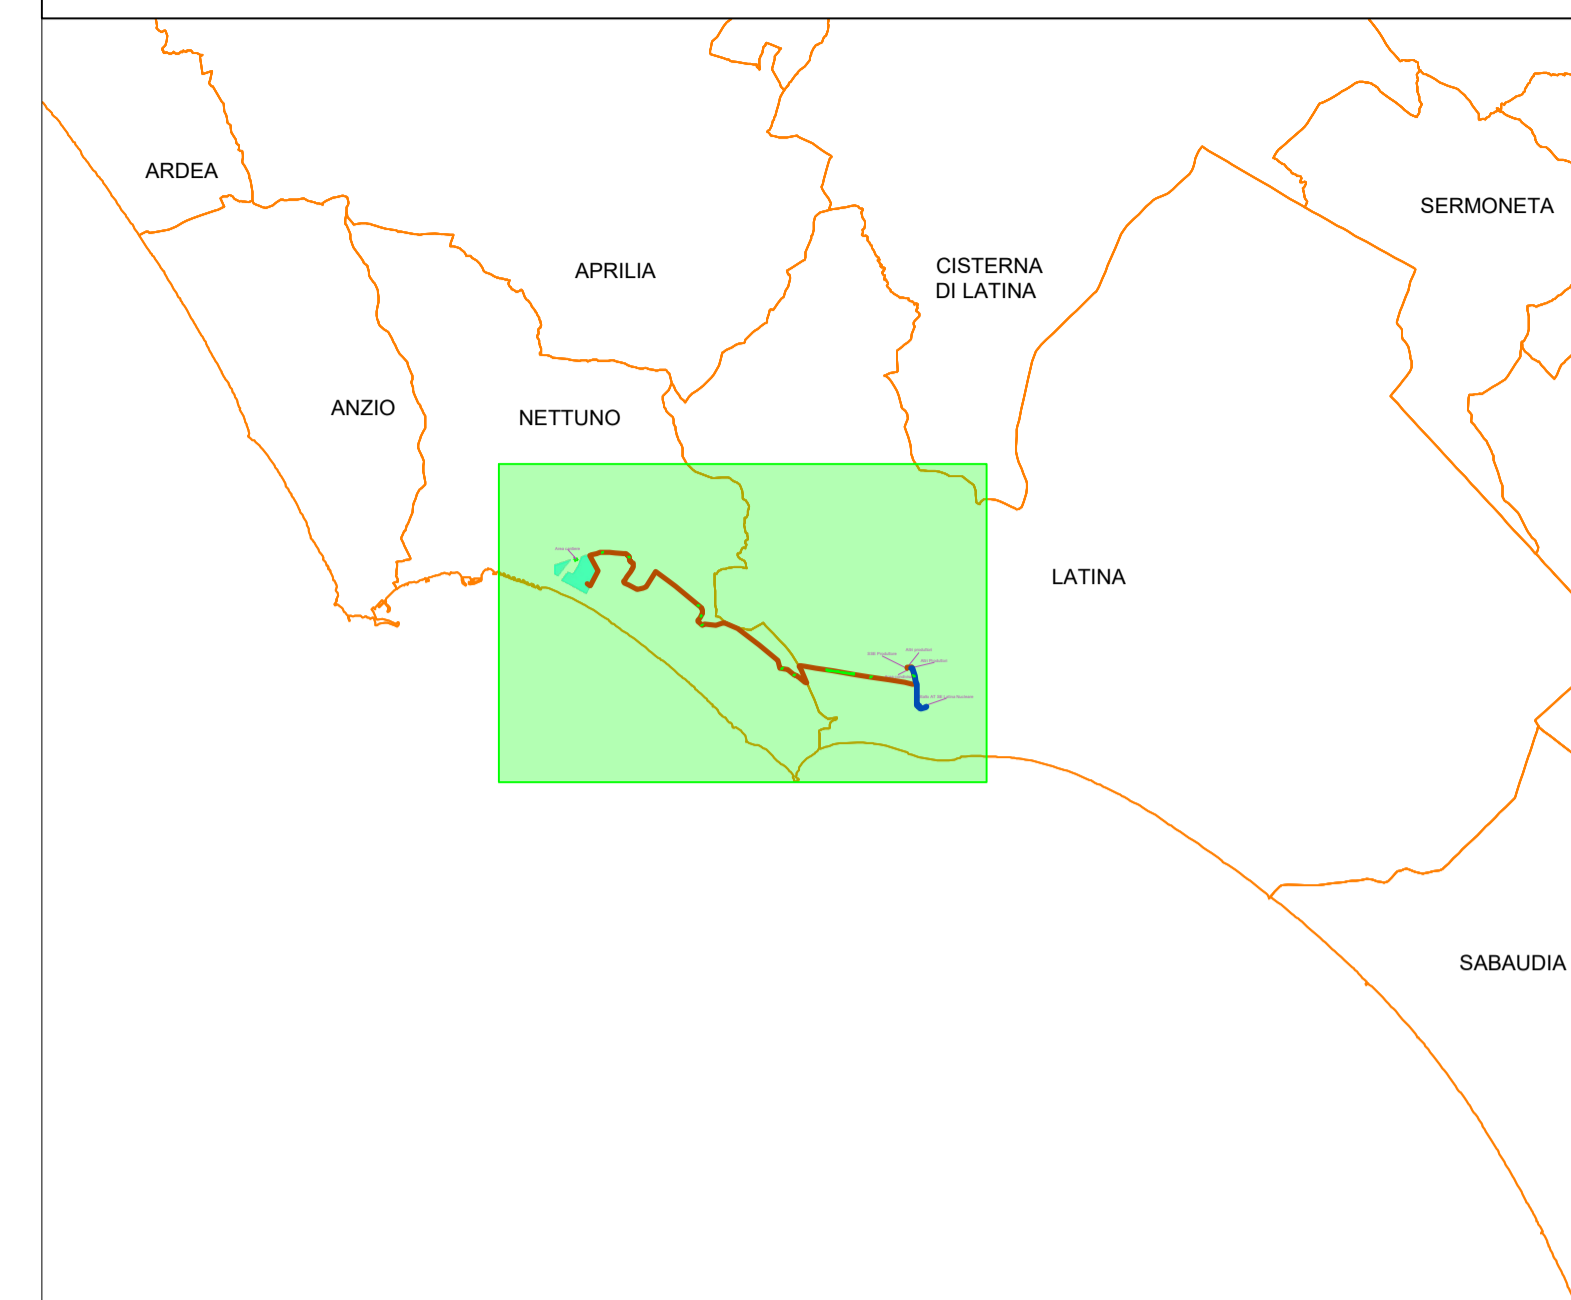 ARDEA
SERMONETA
CISTERNA
DI LATINA
APRILIA
ANZIO
NETTUNO
LATINA
SABAUDIA